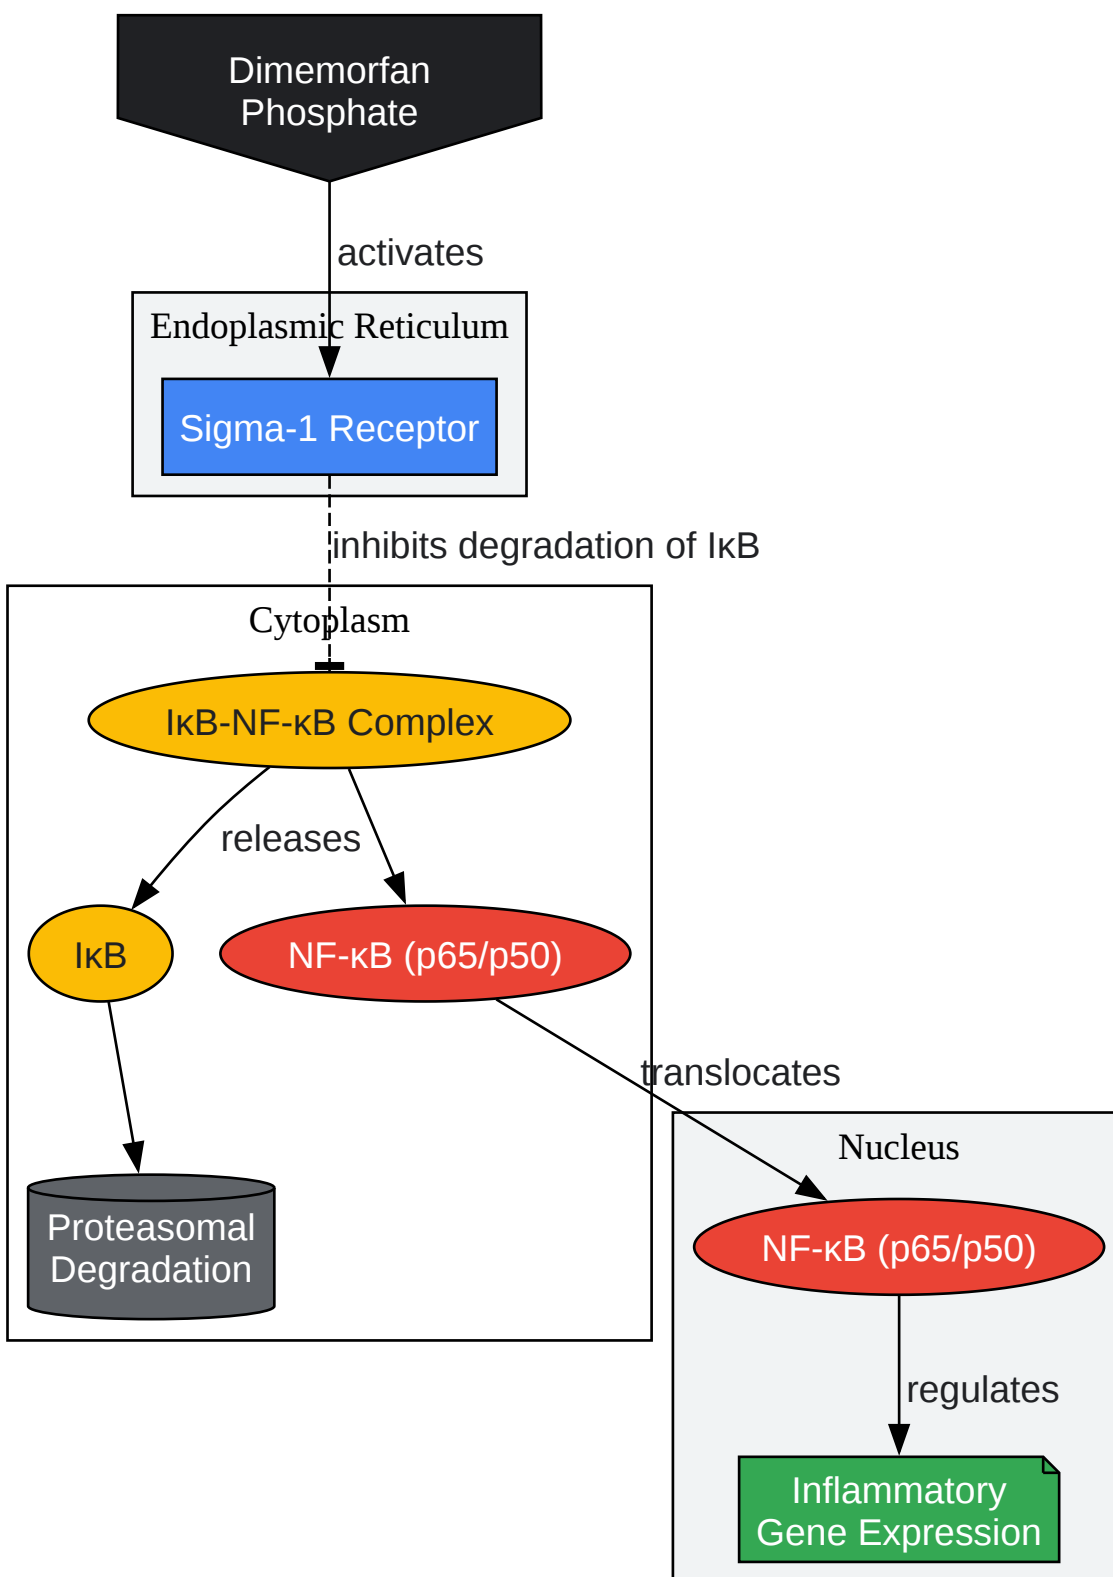 Dimemorfan
Phosphate
activates
Endoplasmic Reticulum
Sigma-1 Receptor
inhibits degradation of IκB
Cytoplasm
IκB-NF-κB Complex
releases
IκB
NF-κB (p65/p50)
translocates
Nucleus
Proteasomal
Degradation
NF-κB (p65/p50)
regulates
Inflammatory
Gene Expression